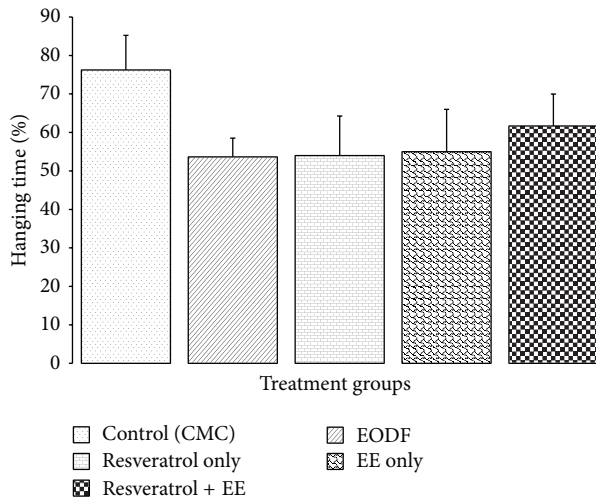 90
80
70
60
50
40
30
20
10
0
Hanging time (%)
Treatment groups
Control (CMC)
EODF
Resveratrol only
EE only
Resveratrol + EE